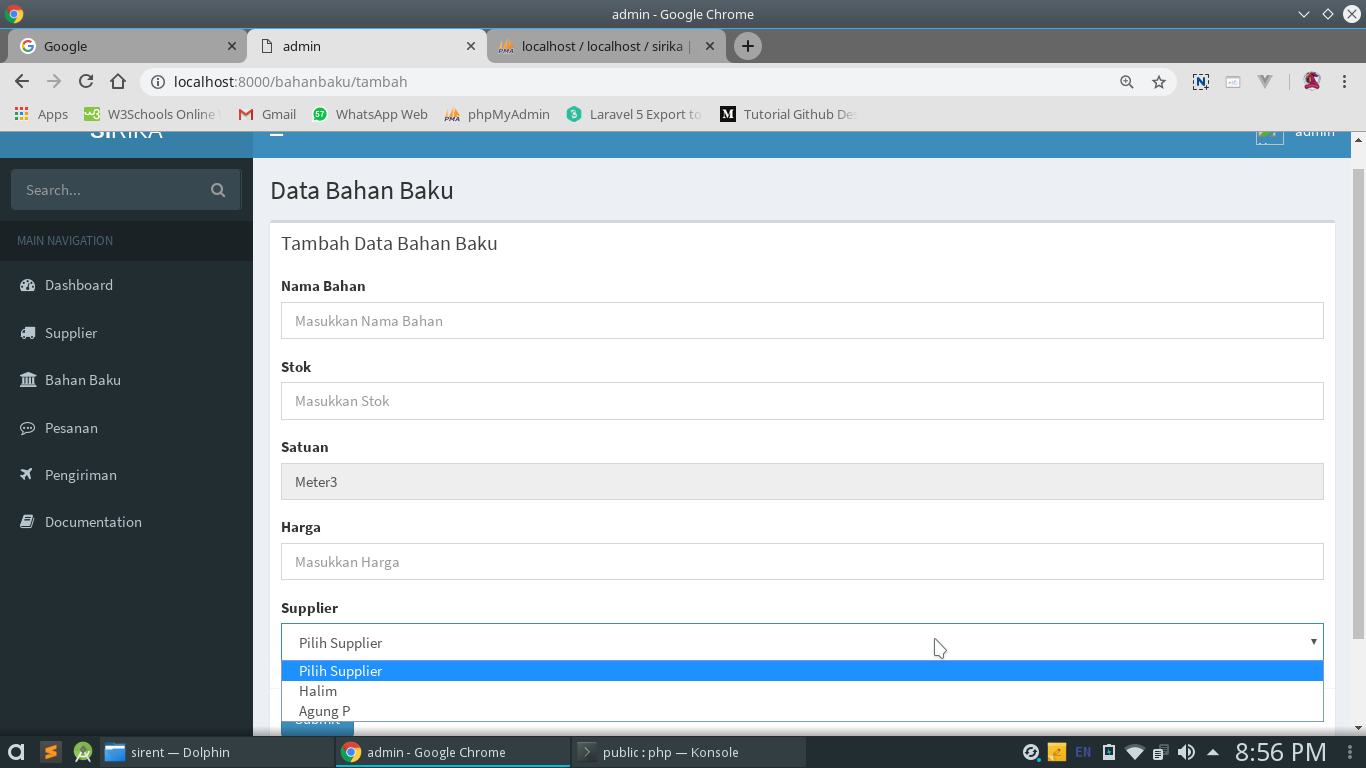 admin - Google Chrome
Google
admin
localhost / localhost / sirika |
localhost:8000/bahanbaku/tambah
Apps
W3Schools Online
Gmail
WhatsApp Web
phpMyAdmin
Laravel 5 Export to
Tutorial Github Des
SIRIKA
admin
Search...
MAIN NAVIGATION
Dashboard
Supplier
Bahan Baku
Pesanan
Pengiriman
Documentation
Data Bahan Baku
Tambah Data Bahan Baku
Nama Bahan
Masukkan Nama Bahan
Stok
Masukkan Stok
Satuan
Meter3
Harga
Masukkan Harga
Supplier
Pilih Supplier
Pilih Supplier
Halim
Agung P
Submit
sirent — Dolphin
admin - Google Chrome
public : php — Konsole
EN
8:56 PM